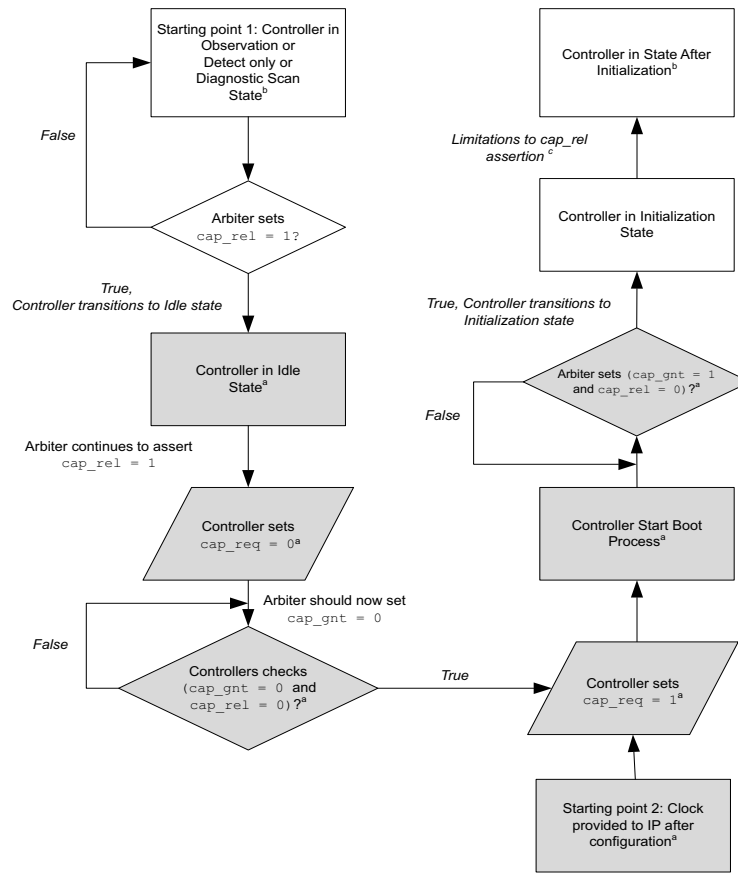 Starting point 1: Controller in
Observation or
Detect only or
Diagnostic Scan
State^b
False
Arbiter sets
cap_rel = 1?
True,
Controller transitions to Idle state
Controller in Idle
State^a
Arbiter continues to assert
cap_rel = 1
Controller sets
cap_req = 0^a
Arbiter should now set
cap_gnt = 0
False
Controllers checks
(cap_gnt = 0 and
cap_rel = 0)?^a
True
Controller in State After
Initialization^b
Limitations to cap_rel
assertion ^c
Controller in Initialization
State
True, Controller transitions to
Initialization state
Arbiter sets (cap_gnt = 1
and cap_rel = 0)?^a
False
Controller Start Boot
Process^a
Controller sets
cap_req = 1^a
Starting point 2: Clock
provided to IP after
configuration^a